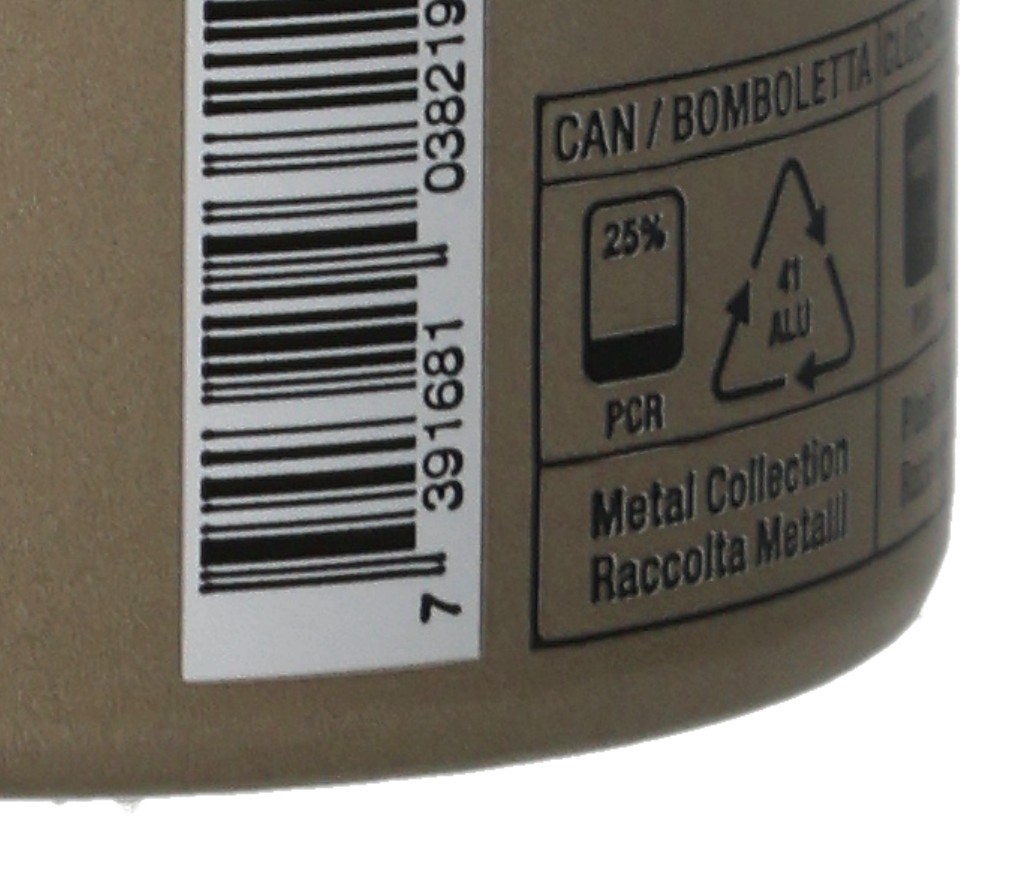 7 391681 038219
CAN / BOMBOLETTA
25%
PCR
41
ALU
Metal Collection
Raccolta Metalli